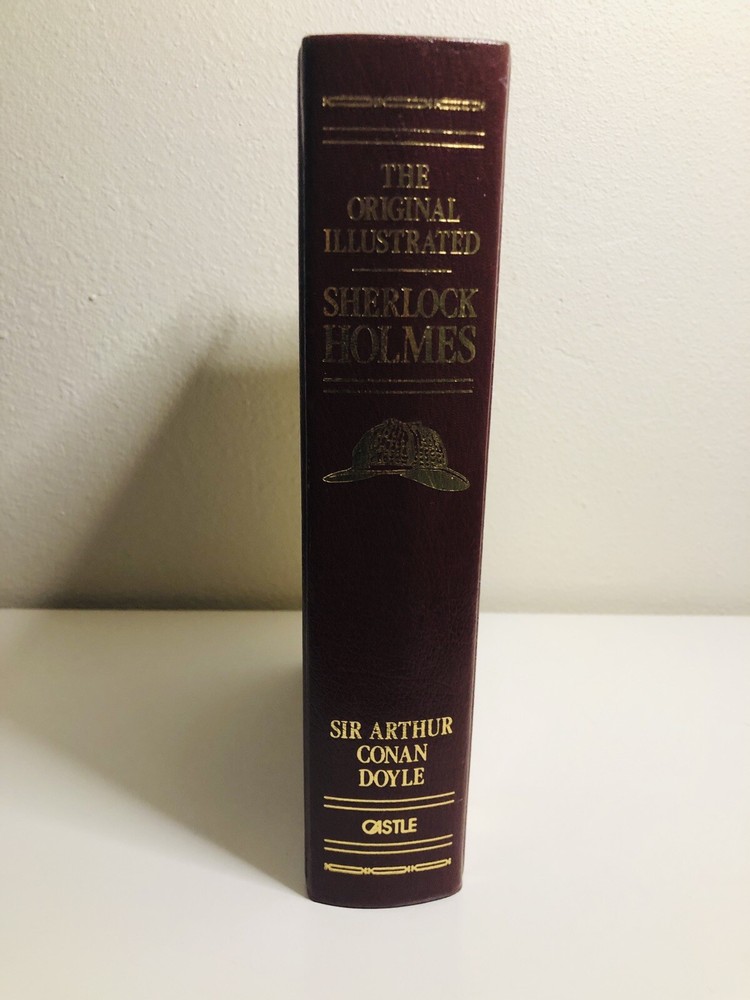 THE
ORIGINAL
ILLUSTRATED
SHERLOCK
HOLMES
SIR ARTHUR
CONAN
DOYLE
CASTLE